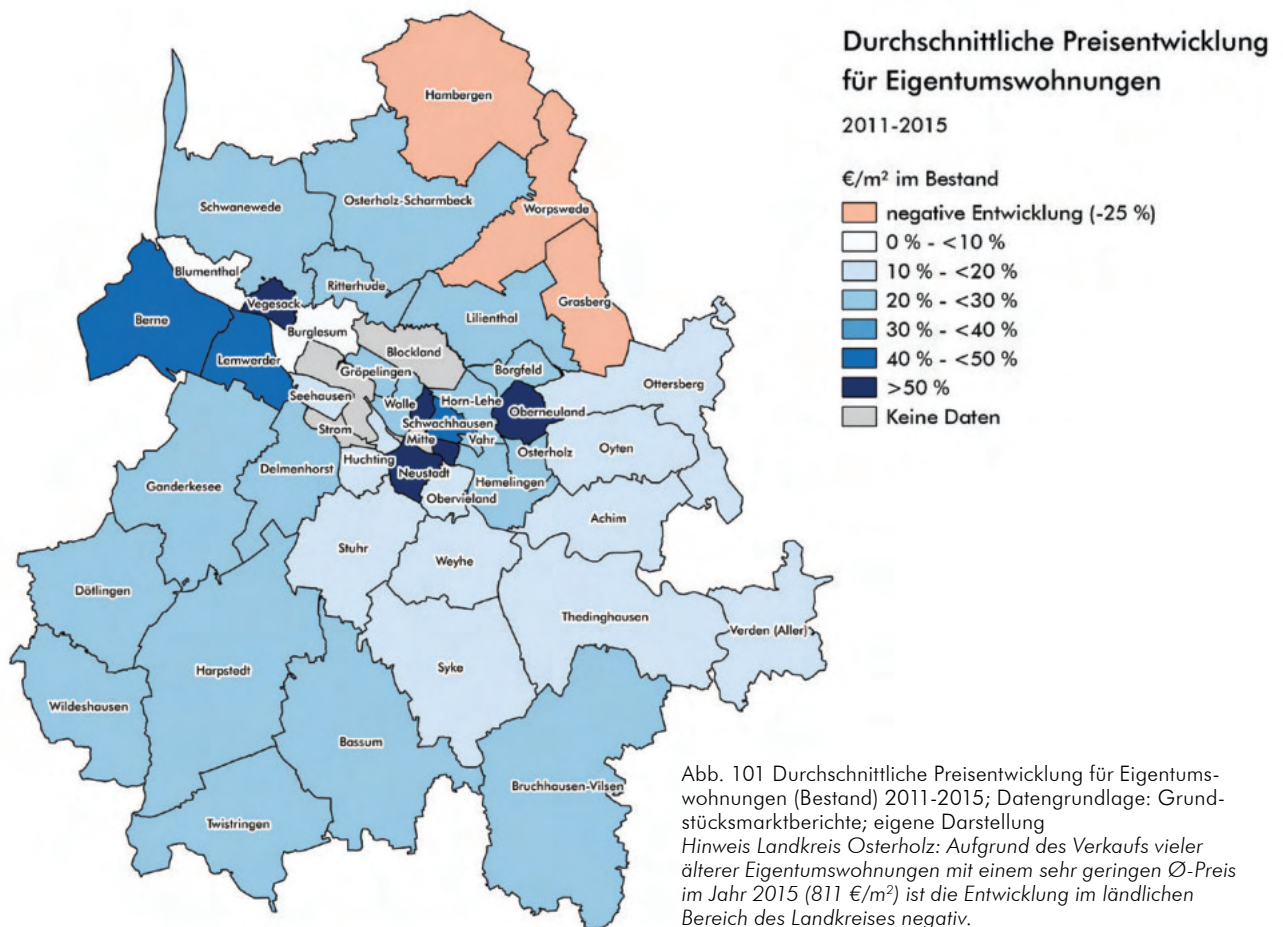 Durchschnittliche Preisentwicklung
für Eigentumswohnungen
2011-2015
€/m² im Bestand
negative Entwicklung (-25 %)
0 % - <10 %
10 % - <20 %
20 % - <30 %
30 % - <40 %
40 % - <50 %
>50 %
Keine Daten
Hambergen
Schwanewede
Osterholz-Scharmbeck
Worpswede
Blumenthal
Ritterhude
Vegesack
Grasberg
Berne
Burglesum
Lilienthal
Blockland
Lemwerder
Gröpelingen
Borgfeld
Ottersberg
Seehausen
Walle
Horn-Lehe
Oberneuland
Schwachhausen
Strom
Mitte
Vahr
Osterholz
Oyten
Huchting
Delmenhorst
Neustadt
Hemelingen
Ganderkesee
Obervieland
Achim
Stuhr
Weyhe
Dötlingen
Thedinghausen
Verden (Aller)
Harpstedt
Syke
Wildeshausen
Bassum
Bruchhausen-Vilsen
Twistringen
Abb. 101 Durchschnittliche Preisentwicklung für Eigentums-
wohnungen (Bestand) 2011-2015; Datengrundlage: Grund-
stücksmarktberichte; eigene Darstellung
Hinweis Landkreis Osterholz: Aufgrund des Verkaufs vieler
älterer Eigentumswohnungen mit einem sehr geringen Ø-Preis
im Jahr 2015 (811 €/m²) ist die Entwicklung im ländlichen
Bereich des Landkreises negativ.